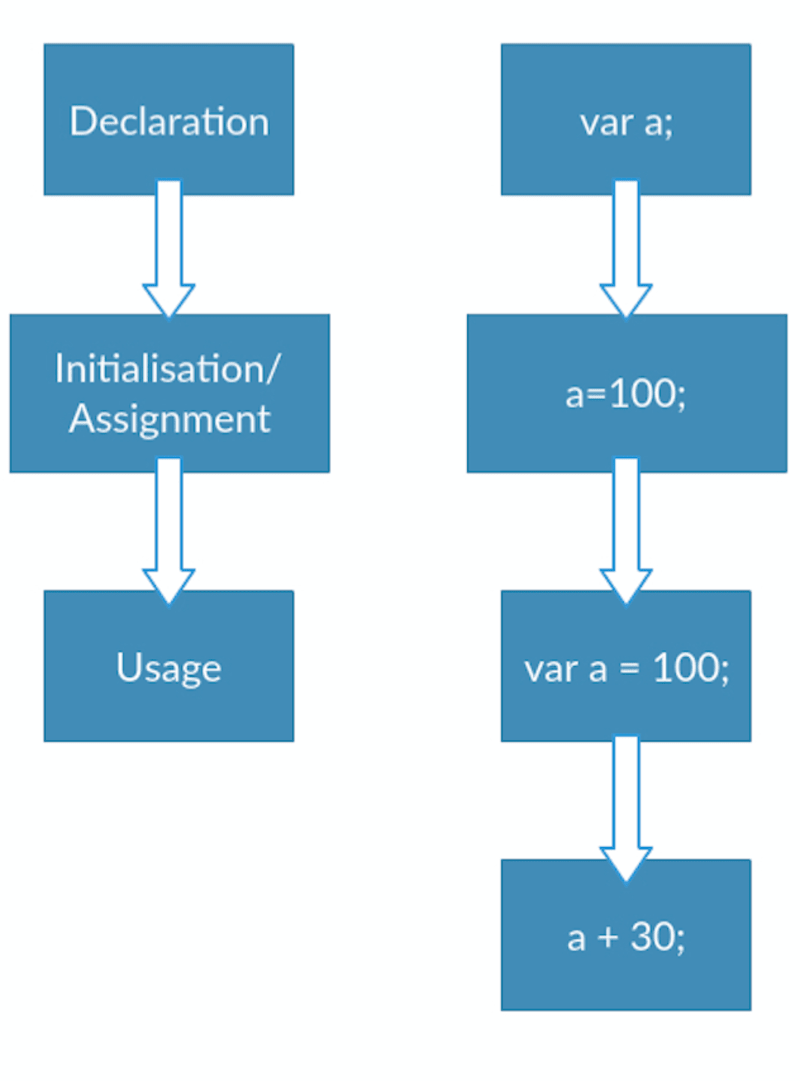 Declaration
Initialisation/
Assignment
Usage
var a;
a=100;
var a = 100;
a + 30;